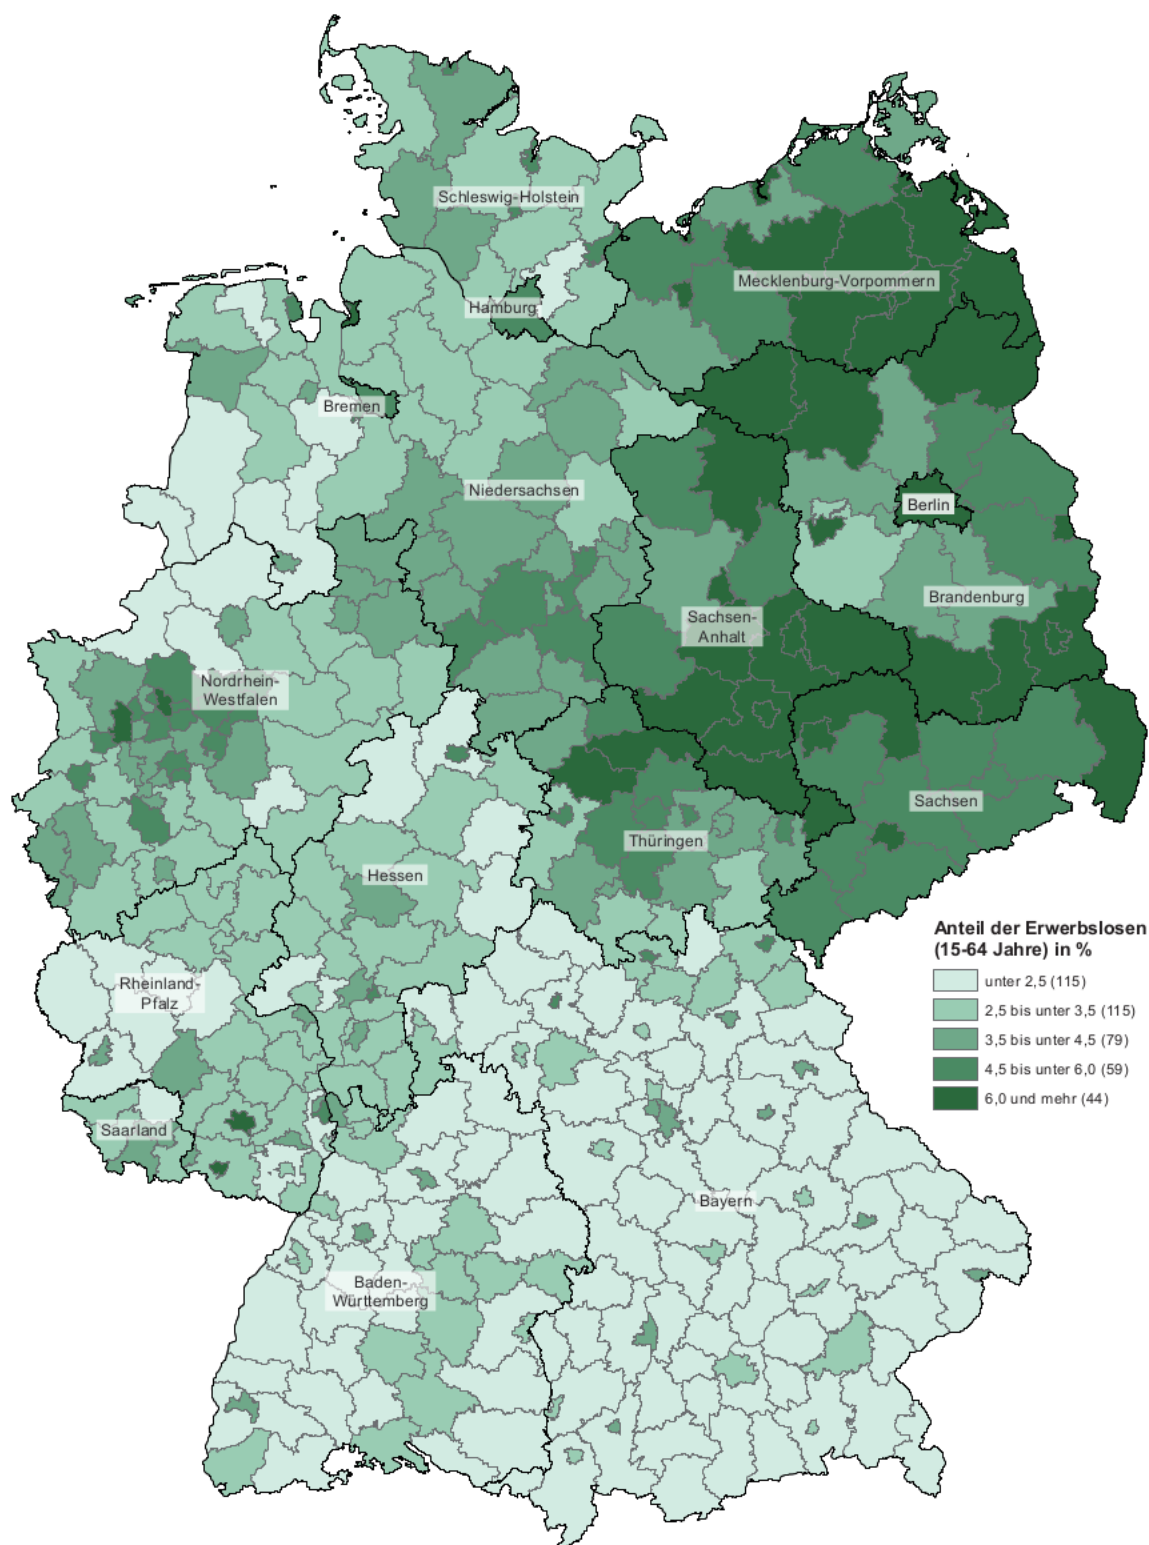 Schleswig-Holstein
Mecklenburg-Vorpommern
Hamburg
Bremen
Niedersachsen
Berlin
Brandenburg
Sachsen-
Anhalt
Nordrhein-
Westfalen
Sachsen
Thüringen
Hessen
Rheinland-
Pfalz
Saarland
Bayern
Baden-
Württemberg
Anteil der Erwerbslosen
(15-64 Jahre) in %
unter 2,5 (115)
2,5 bis unter 3,5 (115)
3,5 bis unter 4,5 (79)
4,5 bis unter 6,0 (59)
6,0 und mehr (44)